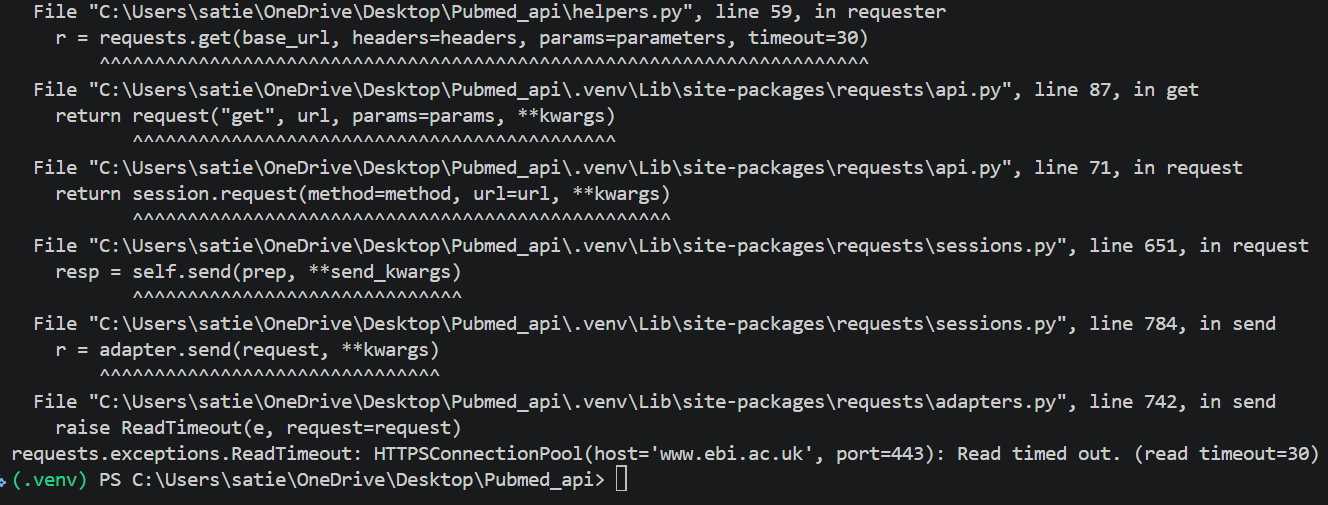 File "C:\Users\satie\OneDrive\Desktop\Pubmed_api\helpers.py", line 59, in requester
r = requests.get(base_url, headers=headers, params=parameters, timeout=30)
^^^^^^^^^^^^^^^^^^^^^^^^^^^^^^^^^^^^^^^^^^^^^^^^^^^^^^^^^^^^^^^^^^^^^^
File "C:\Users\satie\OneDrive\Desktop\Pubmed_api\.venv\Lib\site-packages\requests\api.py", line 87, in get
return request("get", url, params=params, **kwargs)
^^^^^^^^^^^^^^^^^^^^^^^^^^^^^^^^^^^^^^^^^^^^
File "C:\Users\satie\OneDrive\Desktop\Pubmed_api\.venv\Lib\site-packages\requests\api.py", line 71, in request
return session.request(method=method, url=url, **kwargs)
^^^^^^^^^^^^^^^^^^^^^^^^^^^^^^^^^^^^^^^^^^^^^^^^^
File "C:\Users\satie\OneDrive\Desktop\Pubmed_api\.venv\Lib\site-packages\requests\sessions.py", line 651, in request
resp = self.send(prep, **send_kwargs)
^^^^^^^^^^^^^^^^^^^^^^^^^^^^^^
File "C:\Users\satie\OneDrive\Desktop\Pubmed_api\.venv\Lib\site-packages\requests\sessions.py", line 784, in send
r = adapter.send(request, **kwargs)
^^^^^^^^^^^^^^^^^^^^^^^^^^^^^^^
File "C:\Users\satie\OneDrive\Desktop\Pubmed_api\.venv\Lib\site-packages\requests\adapters.py", line 742, in send
raise ReadTimeout(e, request=request)
requests.exceptions.ReadTimeout: HTTPSConnectionPool(host='www.ebi.ac.uk', port=443): Read timed out. (read timeout=30)
(.venv) PS C:\Users\satie\OneDrive\Desktop\Pubmed_api>